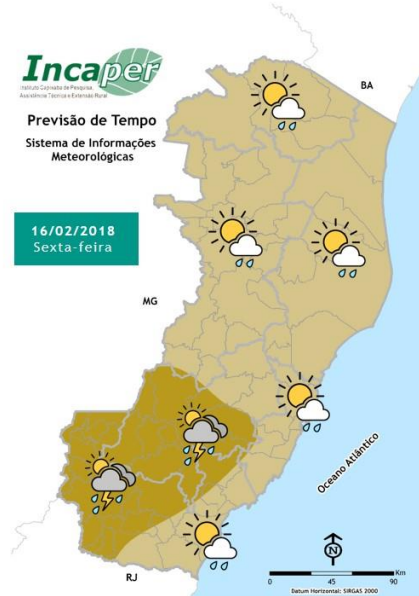 Incaper
Instituto Capixaba de Pesquisa,
Assistência Técnica e Extensão Rural
Previsão de Tempo
Sistema de Informações
Meteorológicas
16/02/2018
Sexta-feira
BA
MG
Oceano Atlântico
RJ
N
Km
0 45 90
Datum Horizontal: SIRGAS 2000